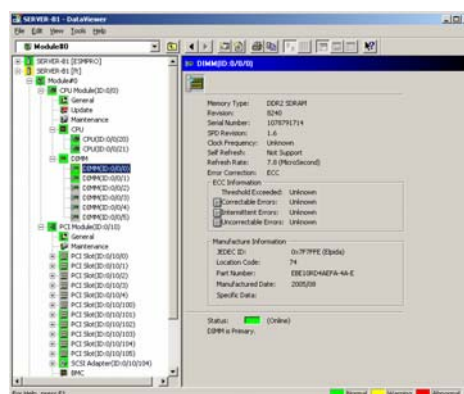 SERVER-B1 - DataViewer
File Edit View Tools Help
Module#0
SERVER-B1 [ESMPRO]
SERVER-B1 [ft]
Module#0
CPU Module(ID:0/0)
General
Update
Maintenance
CPU
CPU(ID:0/0/20)
CPU(ID:0/0/21)
DIMM
DIMM(ID:0/0/0)
DIMM(ID:0/0/1)
DIMM(ID:0/0/2)
DIMM(ID:0/0/3)
DIMM(ID:0/0/4)
DIMM(ID:0/0/5)
PCI Module(ID:0/10)
General
Maintenance
PCI Slot(ID:0/10/0)
PCI Slot(ID:0/10/1)
PCI Slot(ID:0/10/2)
PCI Slot(ID:0/10/3)
PCI Slot(ID:0/10/4)
PCI Slot(ID:0/10/100)
PCI Slot(ID:0/10/101)
PCI Slot(ID:0/10/102)
PCI Slot(ID:0/10/103)
PCI Slot(ID:0/10/104)
PCI Slot(ID:0/10/105)
SCSI Adapter(ID:0/10/104)
BMC
DIMM(ID:0/0/0)
Memory Type: DDR2 SDRAM
Revision: 8240
Serial Number: 1078791714
SPD Revision: 1.6
Clock Frequency: Unknown
Self Refresh: Not Support
Refresh Rate: 7.8 (MicroSecond)
Error Correction: ECC
ECC Information
Threshold Exceeded: Unknown
Correctable Errors: Unknown
Intermittent Errors: Unknown
Uncorrectable Errors: Unknown
Manufacture Information
JEDEC ID: 0x7F7FFE (Elpida)
Location Code: 74
Part Number: EBE10RD4AEFA-4A-E
Manufactured Date: 2005/08
Specific Data:
Status: (Online)
DIMM is Primary.
For Help, press F1
Normal Warning Abnormal